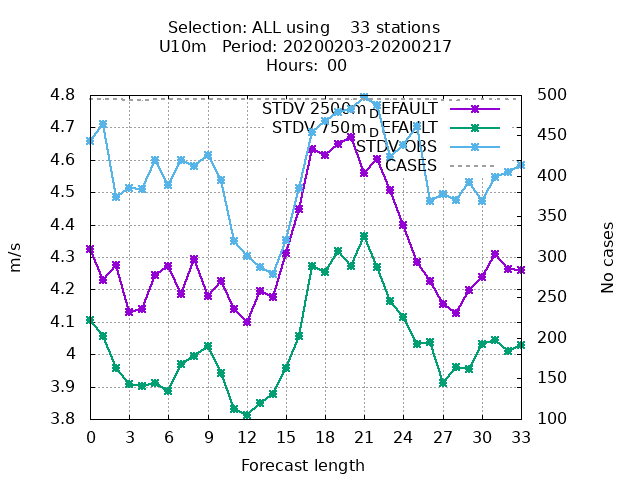 Selection: ALL using 33 stations
U10m Period: 20200203-20200217
Hours: 00
4.8
4.7
4.6
4.5
4.4
4.3
4.2
4.1
4
3.9
3.8
m/s
STDV 2500m_DEFAULT
STDV 750m_DEFAULT
STDV OBS
CASES
500
450
400
350
300
250
200
150
100
No cases
0 3 6 9 12 15 18 21 24 27 30 33
Forecast length